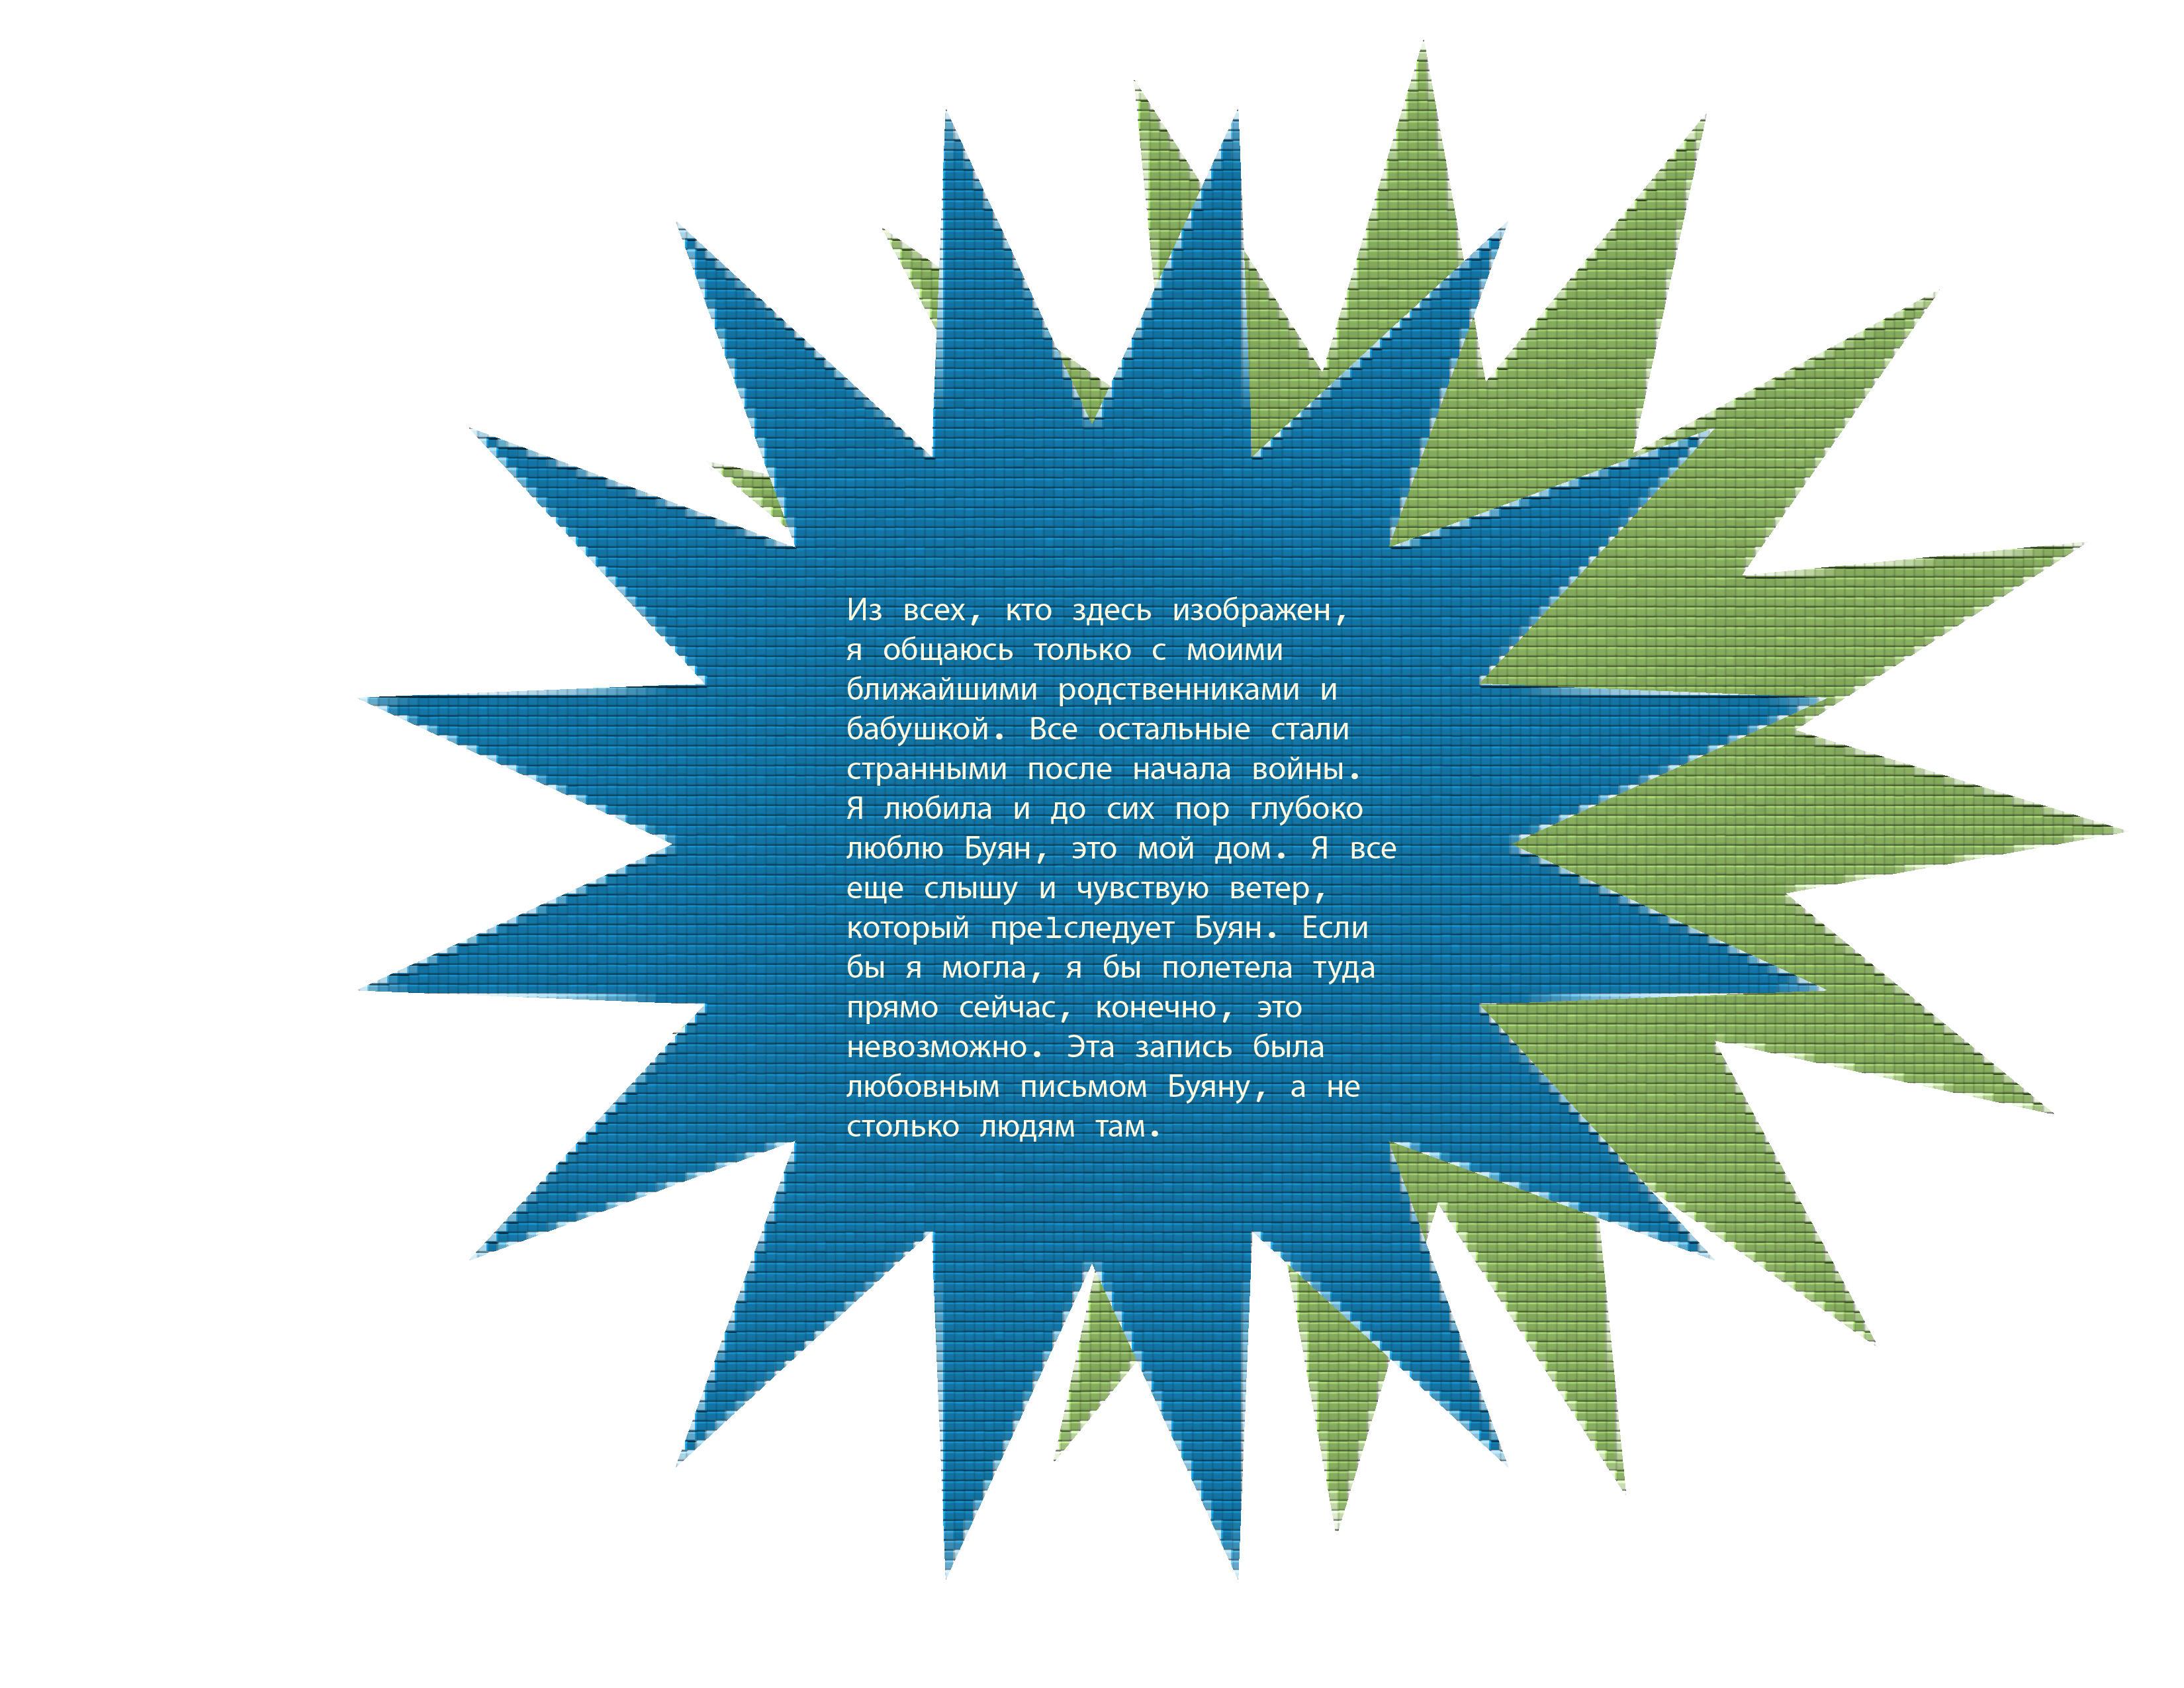 Из всех, кто здесь изображен,
я общаюсь только с моими
ближайшими родственниками и
бабушкой. Все остальные стали
странными после начала войны.
Я любила и до сих пор глубоко
люблю Буян, это мой дом. Я все
еще слышу и чувствую ветер,
который пре1следует Буян. Если
бы я могла, я бы полетела туда
прямо сейчас, конечно, это
невозможно. Эта запись была
любовным письмом Буяну, а не
столько людям там.